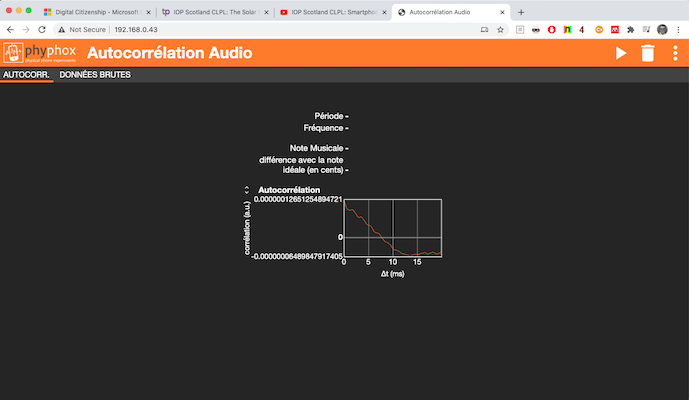 Digital Citizenship - Microsoft
IOP Scotland CLPL: The Solar
IOP Scotland CLPL: Smartphon
Autocorrélation Audio
Not Secure | 192.168.0.43
phyphox
Autocorrélation Audio
AUTOCORR. DONNÉES BRUTES
Période -
Fréquence -
Note Musicale -
différence avec la note
idéale (en cents) -
Autocorrélation
0.00000012651254894721
0
-0.00000006489847917405
corrélation (a.u.)
0 5 10 15
Δt (ms)